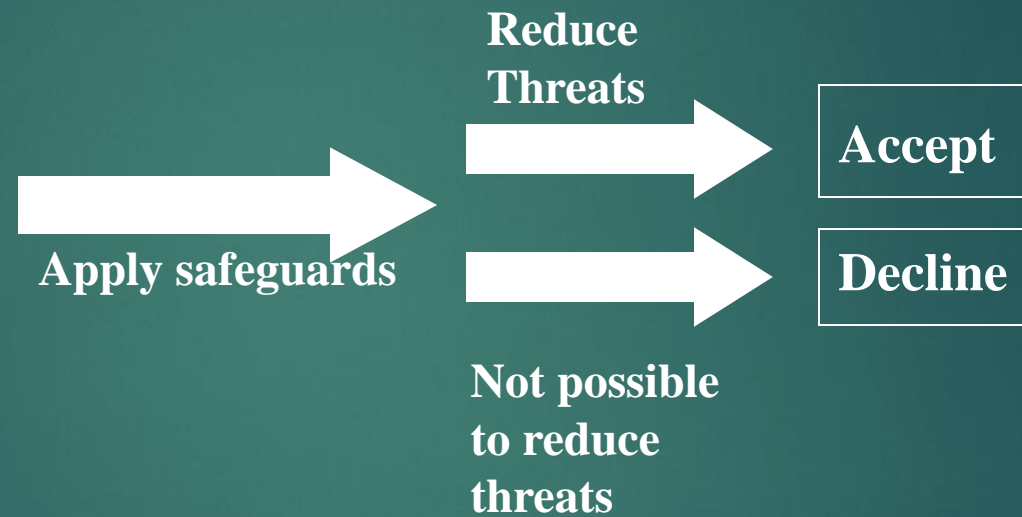 Reduce
Threats
Accept
Apply safeguards
Decline
Not possible
to reduce
threats